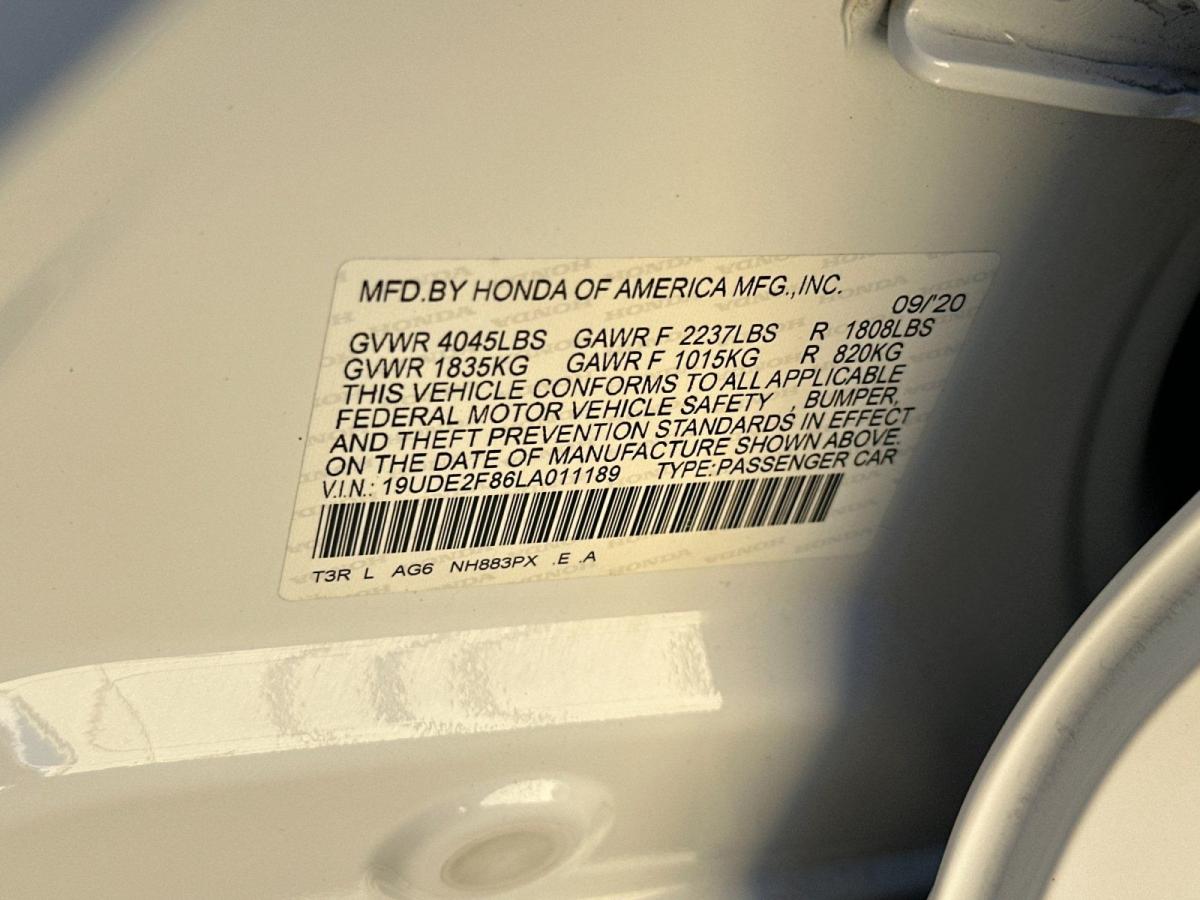 MFD.BY HONDA OF AMERICA MFG.,INC.
09/'20
GVWR 4045LBS GAWR F 2237LBS R 1808LBS
GVWR 1835KG GAWR F 1015KG R 820KG
THIS VEHICLE CONFORMS TO ALL APPLICABLE
FEDERAL MOTOR VEHICLE SAFETY , BUMPER,
AND THEFT PREVENTION STANDARDS IN EFFECT
ON THE DATE OF MANUFACTURE SHOWN ABOVE.
V.I.N.: 19UDE2F86LA011189 TYPE:PASSENGER CAR
T3R L AG6 NH883PX .E .A